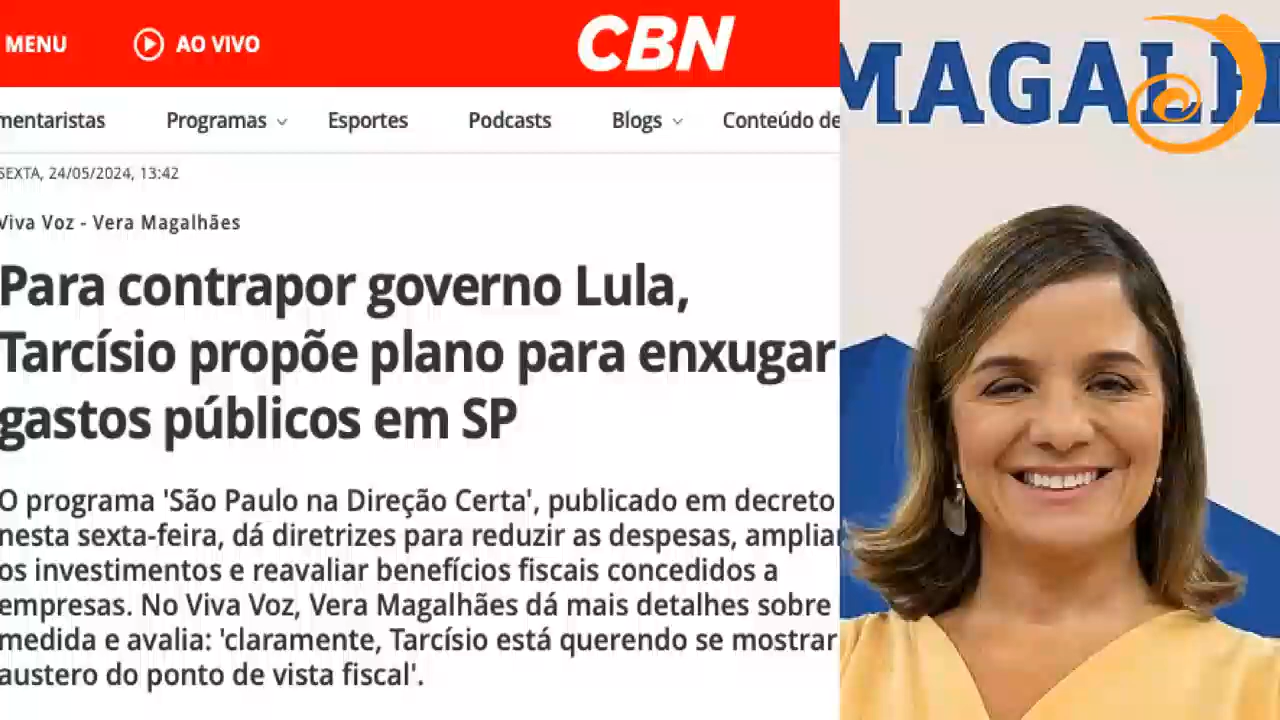 MENU
AO VIVO
CBN
mentaristas
Programas
Esportes
Podcasts
Blogs
Conteúdo de
SEXTA, 24/05/2024, 13:42
Viva Voz - Vera Magalhães
Para contrapor governo Lula,
Tarcísio propõe plano para enxugar
gastos públicos em SP
O programa 'São Paulo na Direção Certa', publicado em decreto
nesta sexta-feira, dá diretrizes para reduzir as despesas, ampliar
os investimentos e reavaliar benefícios fiscais concedidos a
empresas. No Viva Voz, Vera Magalhães dá mais detalhes sobre
medida e avalia: 'claramente, Tarcísio está querendo se mostrar
austero do ponto de vista fiscal'.
MAGALH